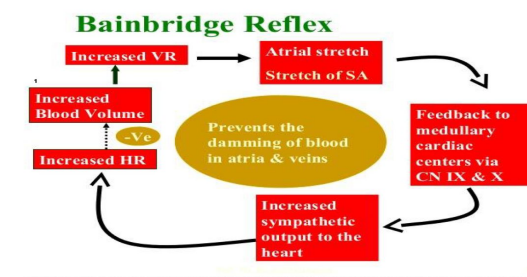 Bainbridge Reflex
Increased VR
Atrial stretch
Stretch of SA
1
Increased
Blood Volume
-Ve
Increased HR
Prevents the
damming of blood
in atria & veins
Feedback to
medullary
cardiac
centers via
CN IX & X
Increased
sympathetic
output to the
heart